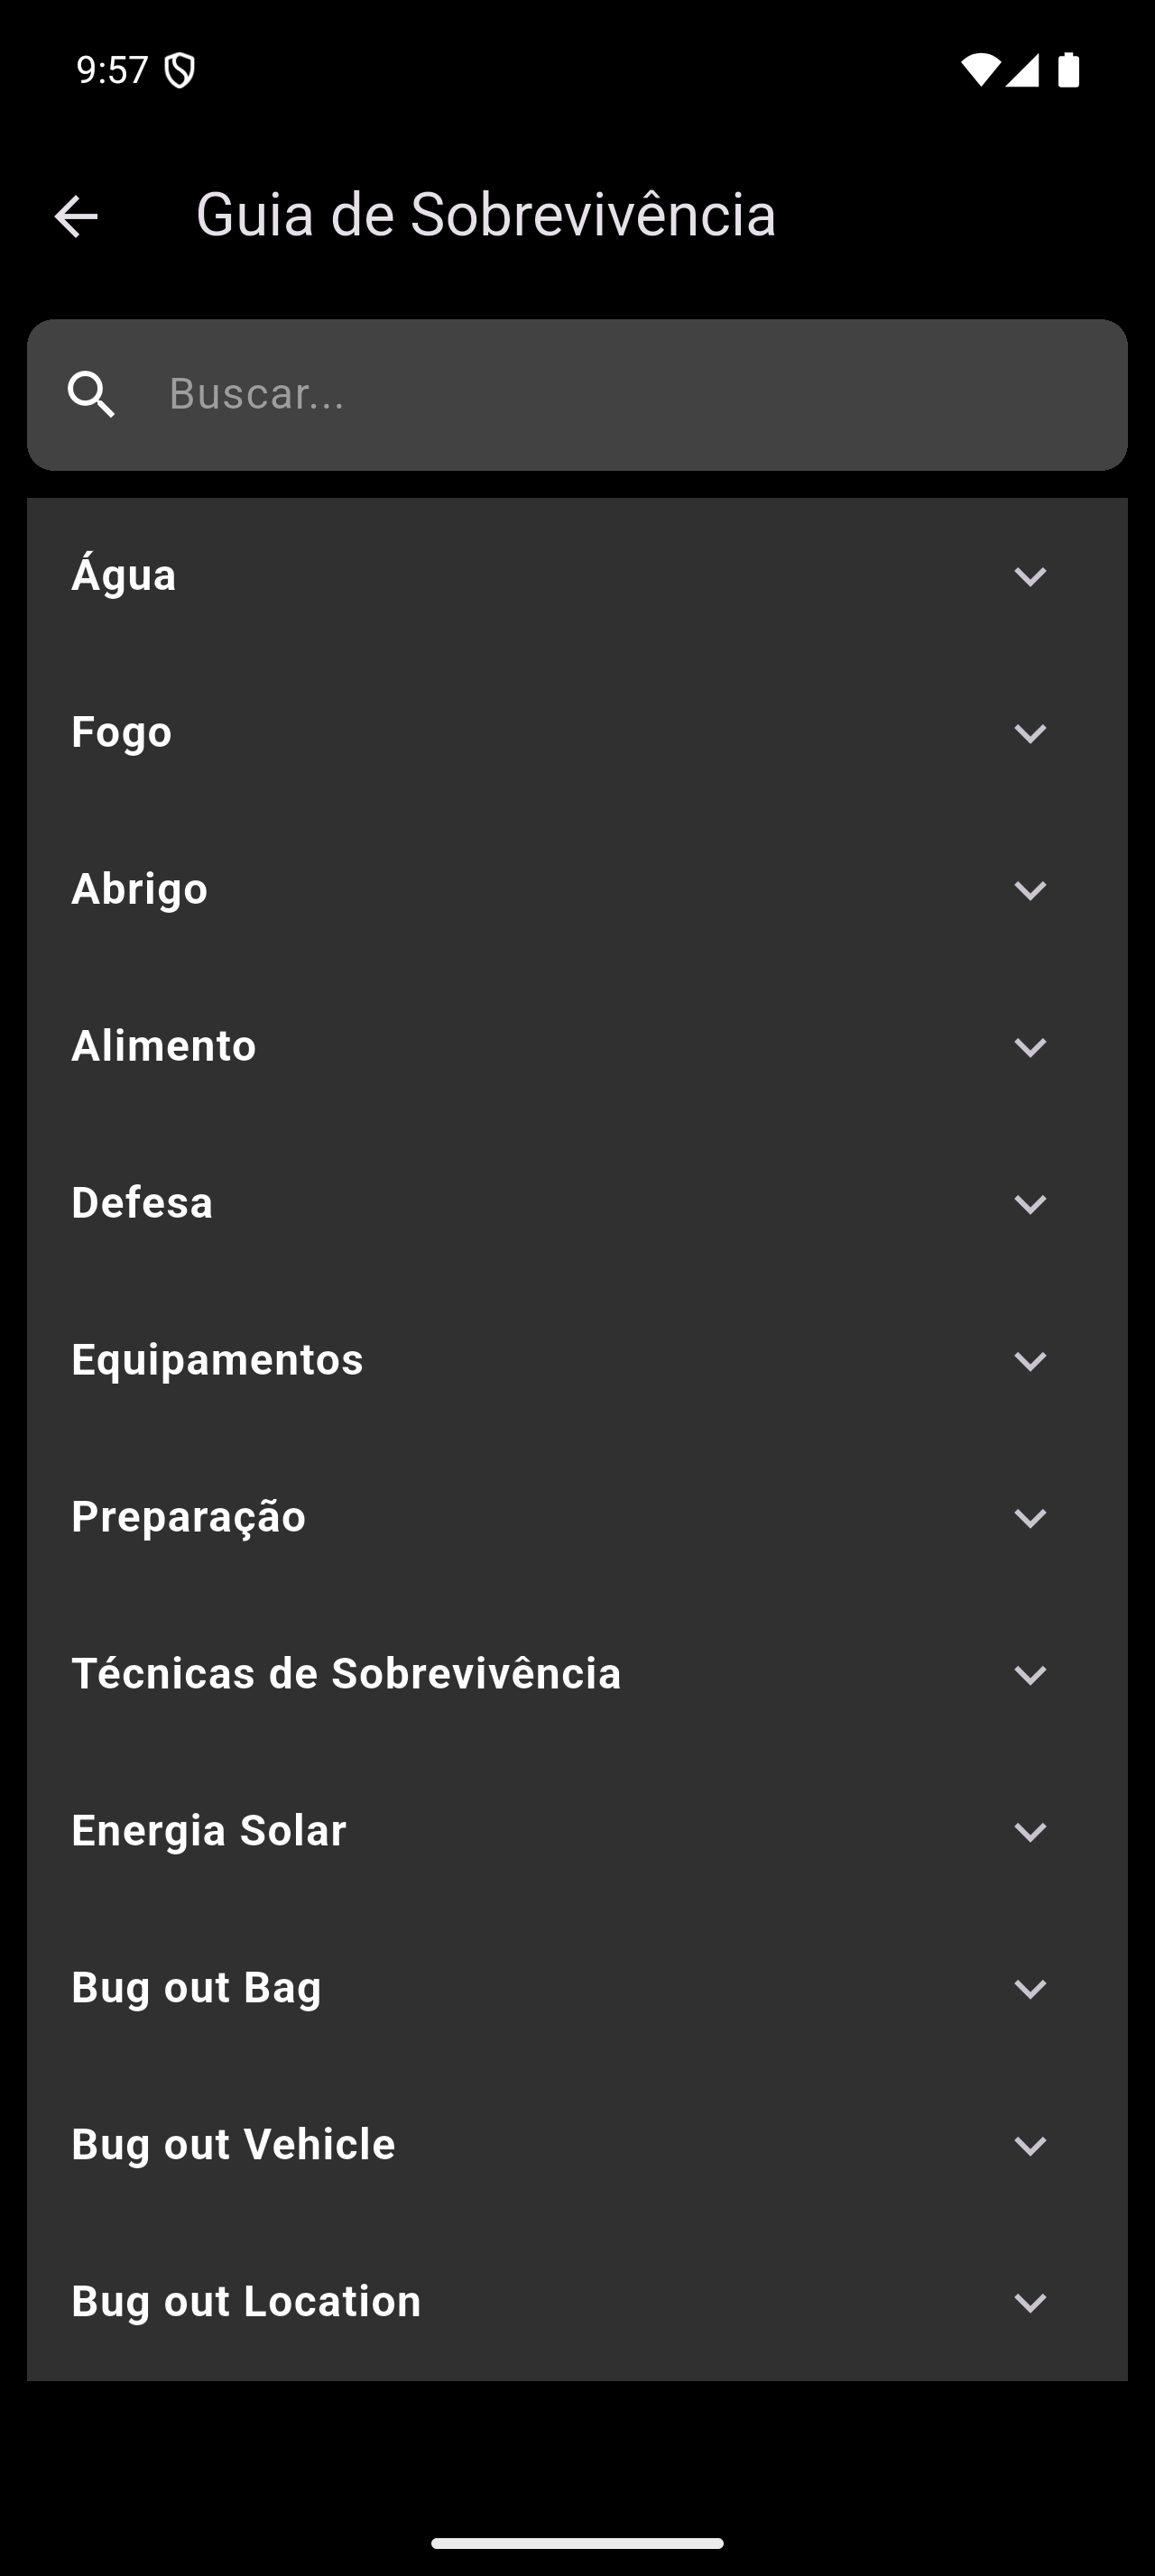 9:57
Guia de Sobrevivência
Buscar...
Água
Fogo
Abrigo
Alimento
Defesa
Equipamentos
Preparação
Técnicas de Sobrevivência
Energia Solar
Bug out Bag
Bug out Vehicle
Bug out Location